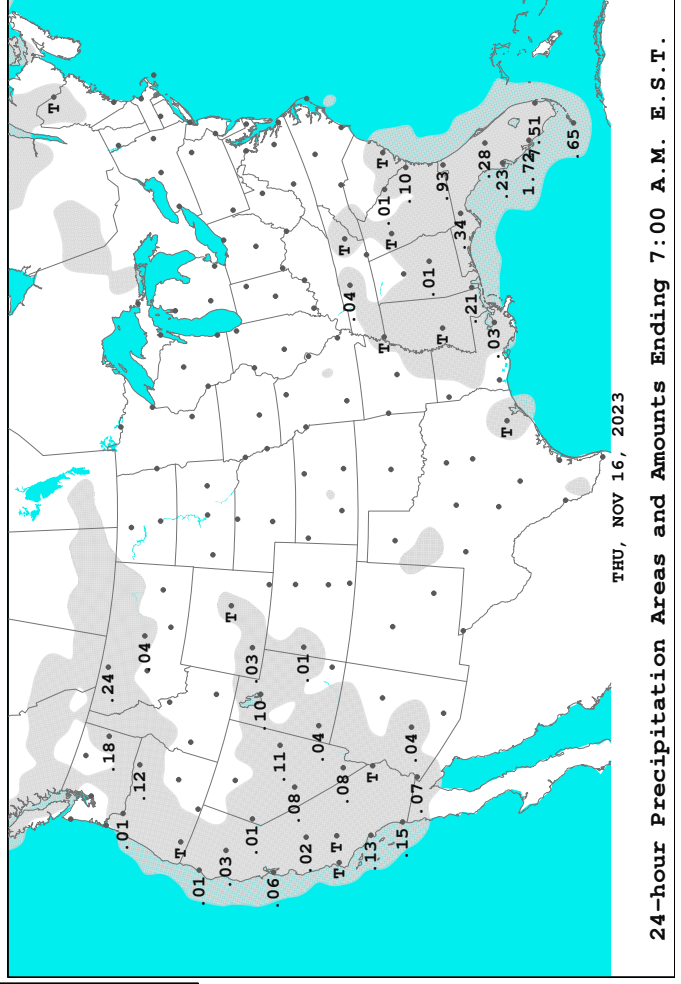 T
.24
.18
.01
.12
.04
T
.01
.03
T
.01
.03
.10
.06
.11
.08
.01
.02
.04
T
T
.08
T
.04
.13
T
T
.01
T
T
.15
.10
.04
.07
.01
T
.93
.34
.21
.28
.03
.23
T
1.72
7.51
.65
THU, NOV 16, 2023
24-hour Precipitation Areas and Amounts Ending 7:00 A.M. E.S.T.